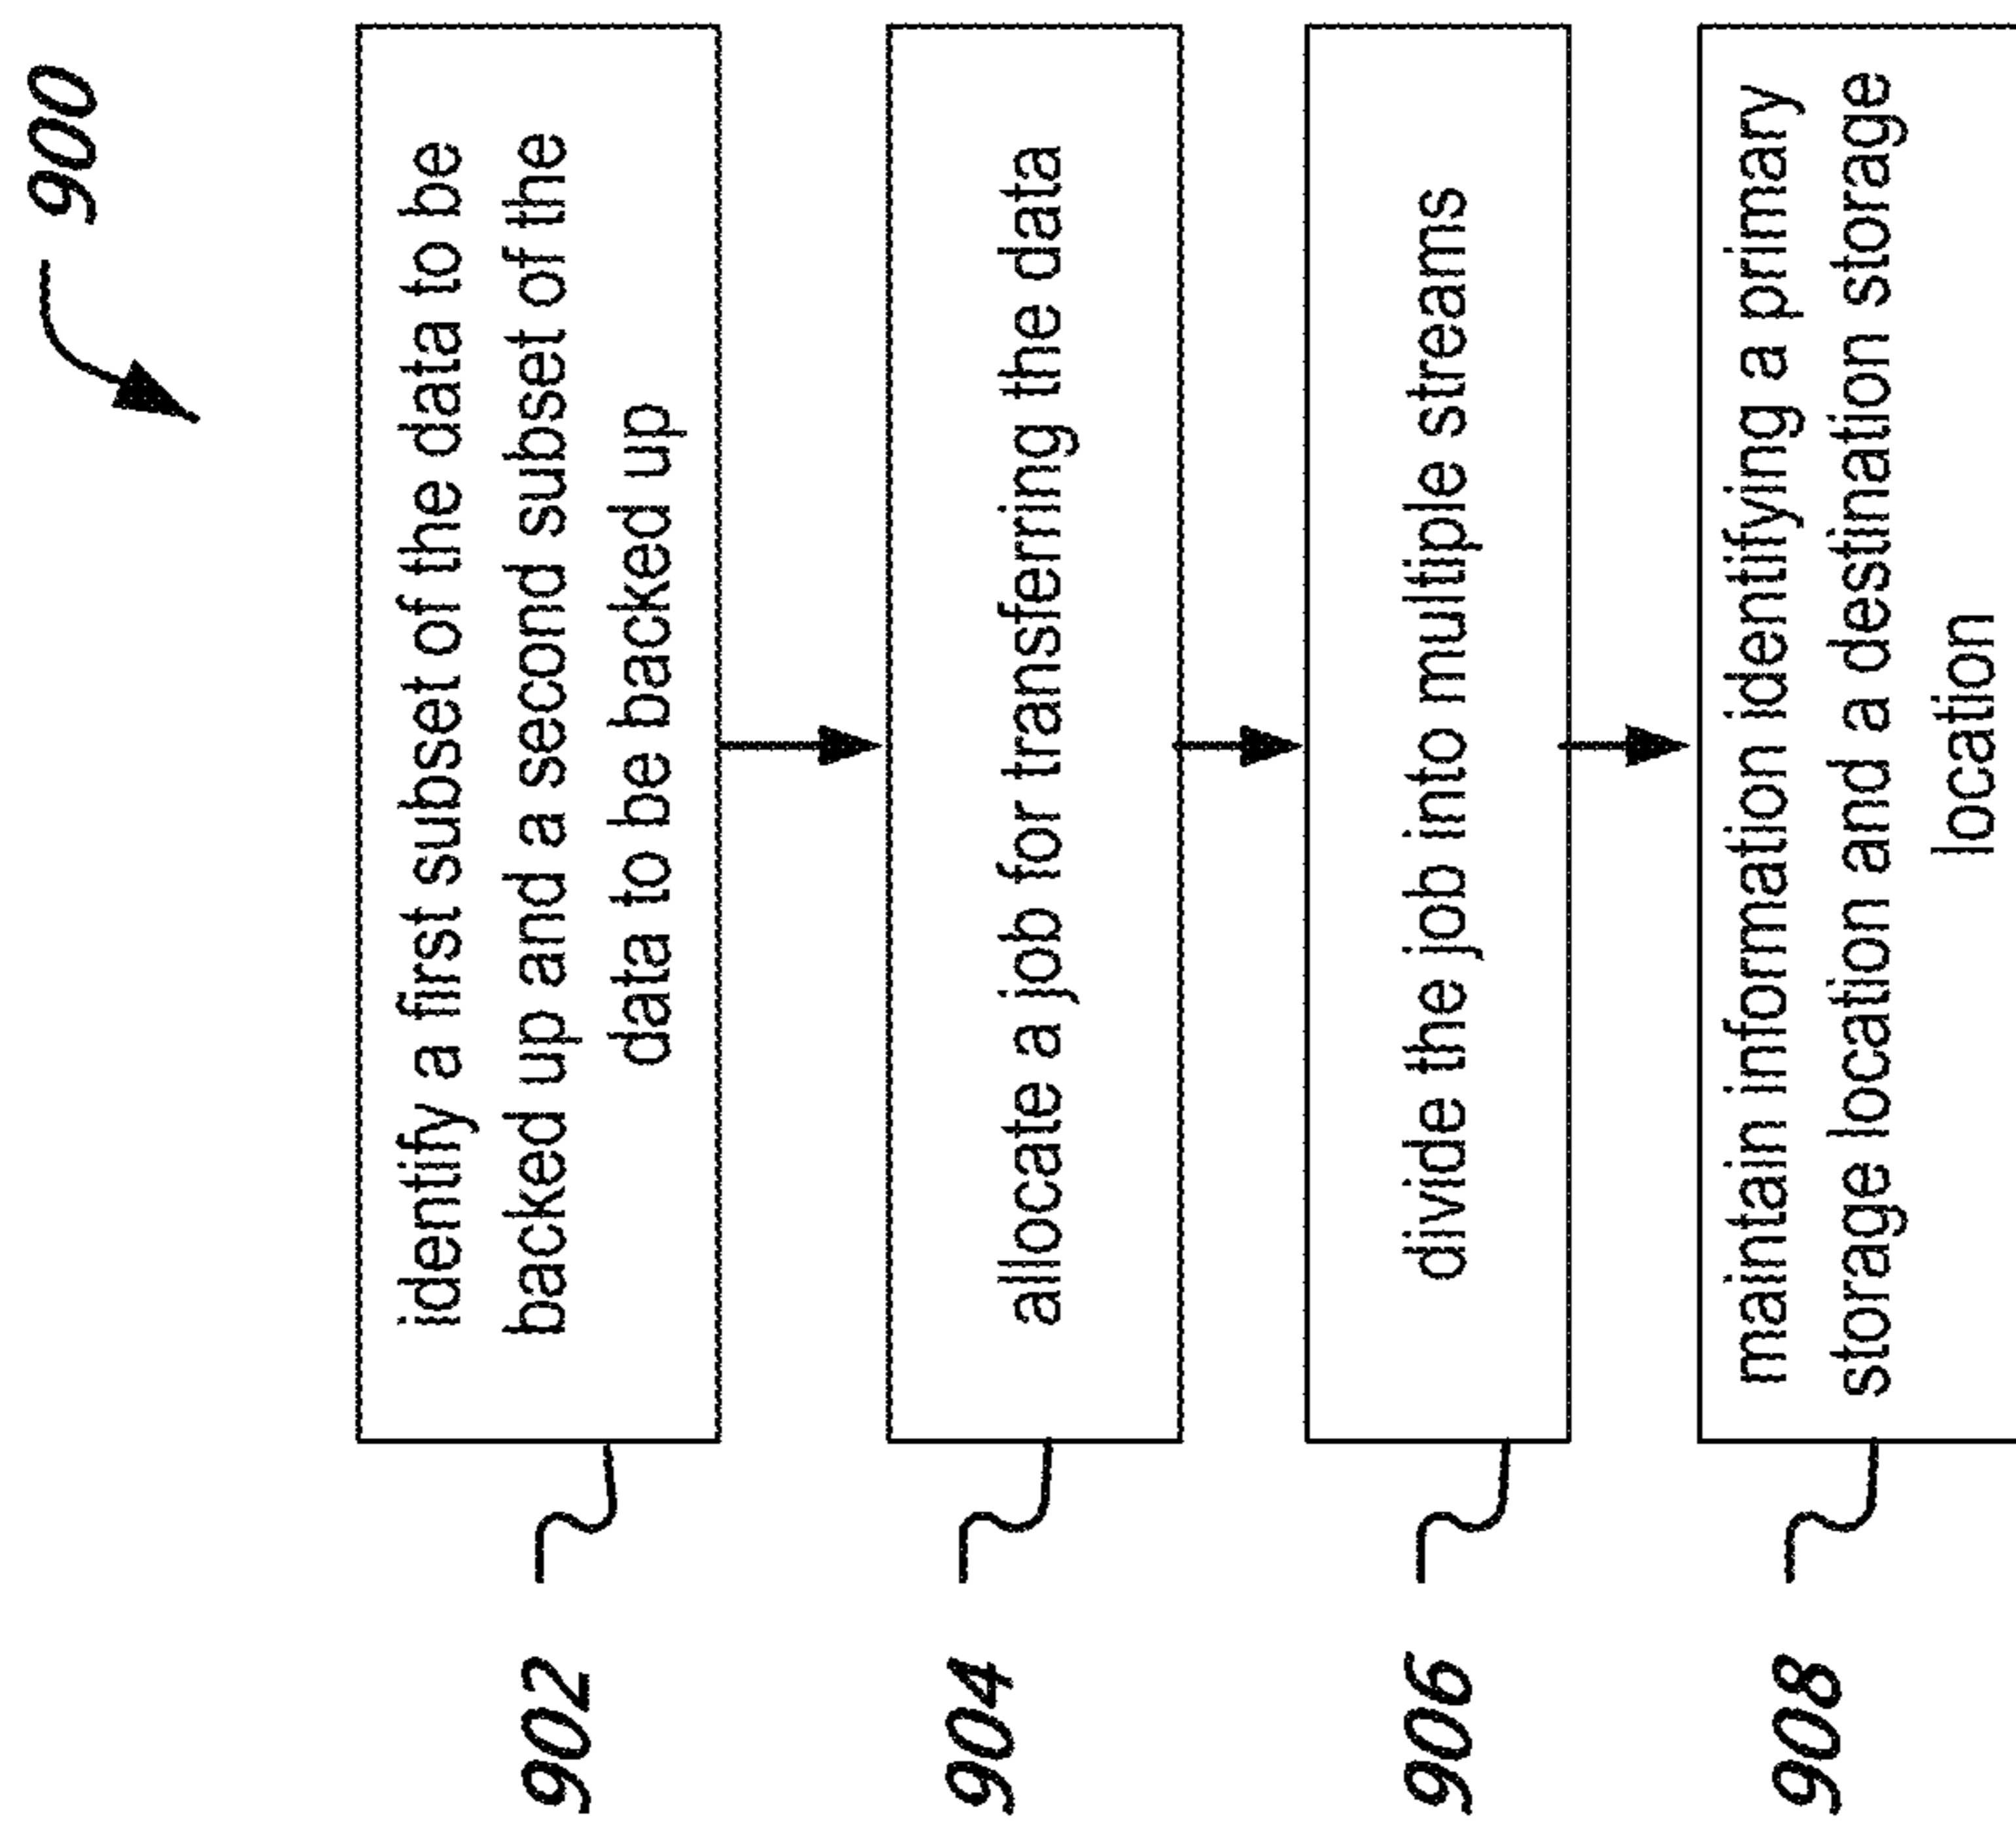 900
902
identify a first subset of the data to be
backed up and a second subset of the
data to be backed up
904
allocate a job for transferring the data
906
divide the job into multiple streams
908
maintain information identifying a primary
storage location and a destination storage
location